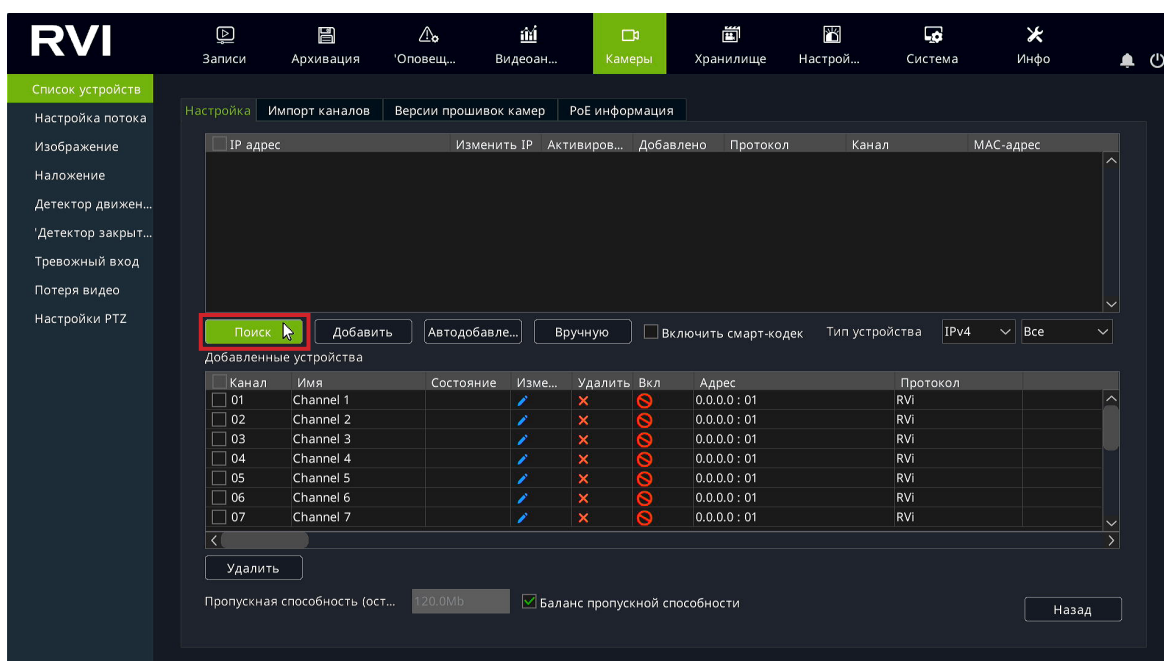 RVI
Записи Архивация 'Оповещ... Видеоан... Камеры Хранилище Настрой... Система Инфо
Список устройств
Настройка потока
Изображение
Наложение
Детектор движен...
'Детектор закрыт...
Тревожный вход
Потеря видео
Настройки PTZ
Настройка Импорт каналов Версии прошивок камер PoE информация
IP адрес Изменить IP Активиров... Добавлено Протокол Канал MAC-адрес
Поиск Добавить Автодобавле... Вручную Включить смарт-кодек Тип устройства IPv4 Все
Добавленные устройства
Канал Имя Состояние Изме... Удалить Вкл Адрес Протокол
01 Channel 1 0.0.0.0 : 01 RVi
02 Channel 2 0.0.0.0 : 01 RVi
03 Channel 3 0.0.0.0 : 01 RVi
04 Channel 4 0.0.0.0 : 01 RVi
05 Channel 5 0.0.0.0 : 01 RVi
06 Channel 6 0.0.0.0 : 01 RVi
07 Channel 7 0.0.0.0 : 01 RVi
Удалить
Пропускная способность (ост... 120.0Mb Баланс пропускной способности
Назад